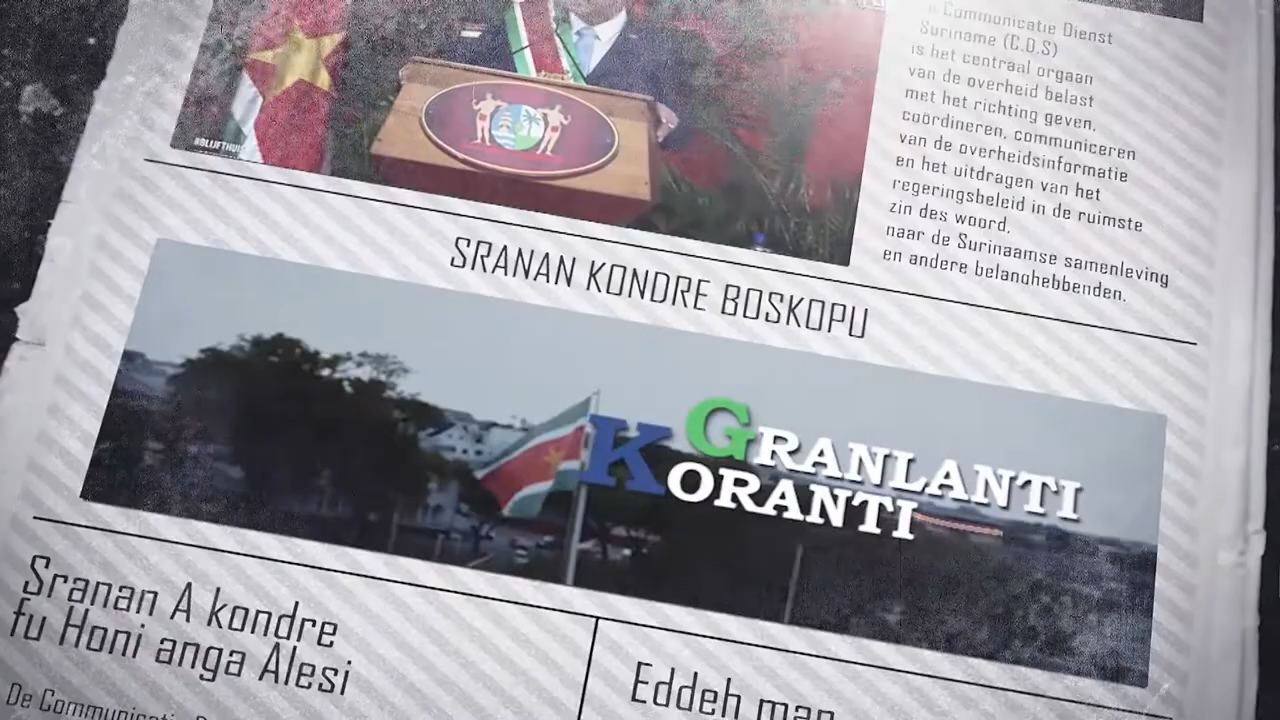 Communicatie Dienst
Suriname (C.D.S)
is het centraal orgaan
van de overheid belast
met het richting geven,
coördineren, communiceren
van de overheidsinformatie
en het uitdragen van het
regeringsbeleid in de ruimste
zin des woord,
naar de Surinaamse samenleving
en andere belanghebbenden.
SRANAN KONDRE BOSKOPU
GRANLANTI
KORANTI
Sranan A kondre
fu Honi anga Alesi
De
Eddeh man